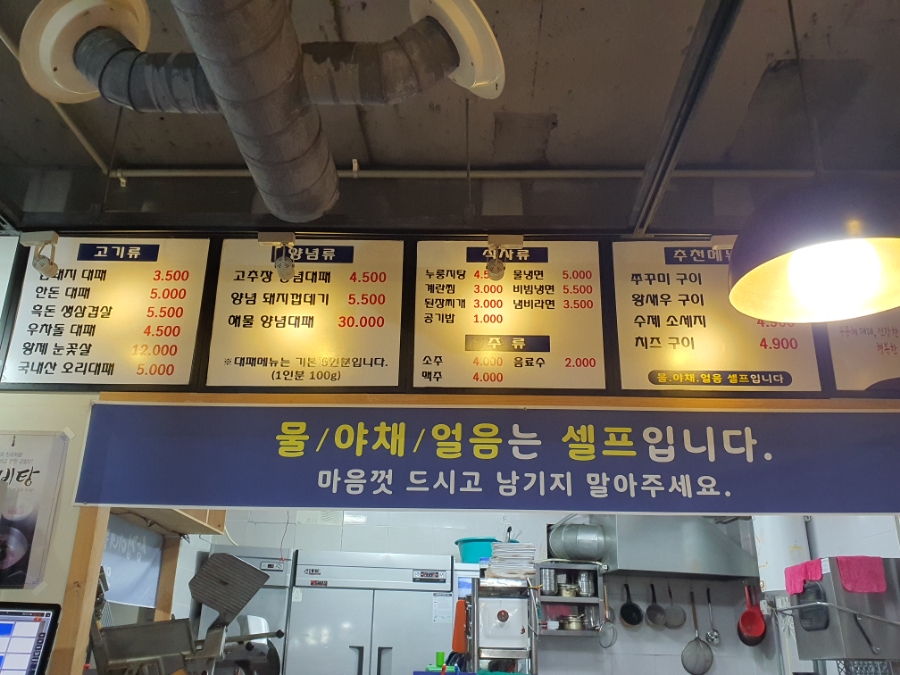 고기류
대패 3.500
한돈 대패 5.000
흑돈 생삼겹살 5.500
우차돌 대패 4.500
황제 눈꽃살 12.000
국내산 오리대패 5.000
양념류
고추장 양념대패 4.500
양념 돼지껍데기 5.500
해물 양념대패 30.000
※대패메뉴는 기본 인분입니다.
(1인분 100g)
식사류
누룽지탕 물냉면 5.000
계란찜 3.000 비빔냉면 5.500
된장찌개 3.000 냄비라면 3.500
공기밥 1.000
주 류
소주 4.000 음료수 2.000
맥주 4.000
추천메뉴
쭈꾸미 구이
왕새우 구이
수제 소세지
치즈 구이 4.900
물.야채.얼음 셀프입니다
물/야채/얼음는 셀프입니다.
마음껏 드시고 남기지 말아주세요.